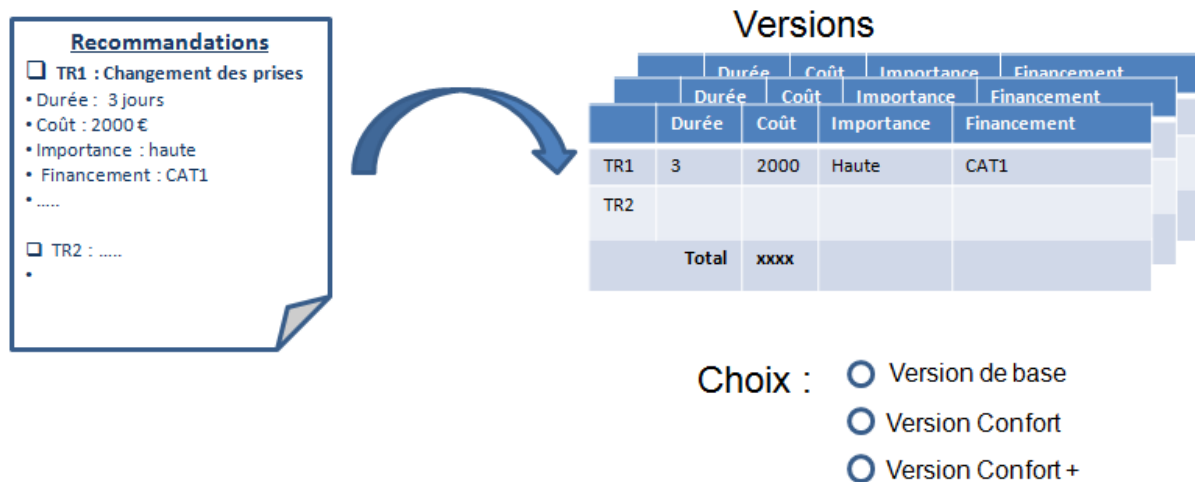 Recommandations
❑ TR1 : Changement des prises
• Durée : 3 jours
• Coût : 2000 €
• Importance : haute
• Financement : CAT1
• .....
❑ TR2 : .....
•
Versions
Durée Coût Importance Financement
Durée Coût Importance Financement
Durée Coût Importance Financement
TR1 3 2000 Haute CAT1
TR2
Total xxxx
Choix :
Version de base
Version Confort
Version Confort +